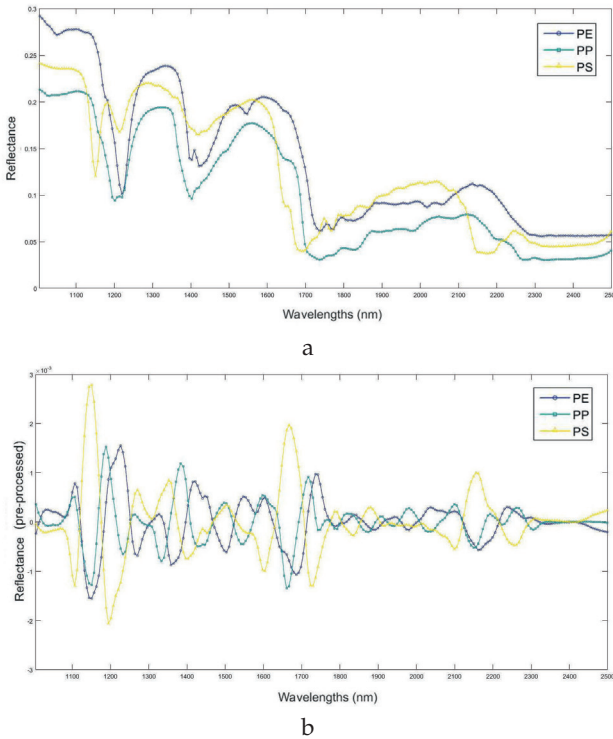 0.3
0.25
0.2
0.15
0.1
0.05
0
Reflectance
PE
PP
PS
1100 1200 1300 1400 1500 1600 1700 1800 1900 2000 2100 2200 2300 2400 2500
Wavelengths (nm)
a
3
2
1
0
-1
-2
-3
Reflectance (pre-processed)
PE
PP
PS
1100 1200 1300 1400 1500 1600 1700 1800 1900 2000 2100 2200 2300 2400 2500
Wavelengths (nm)
b